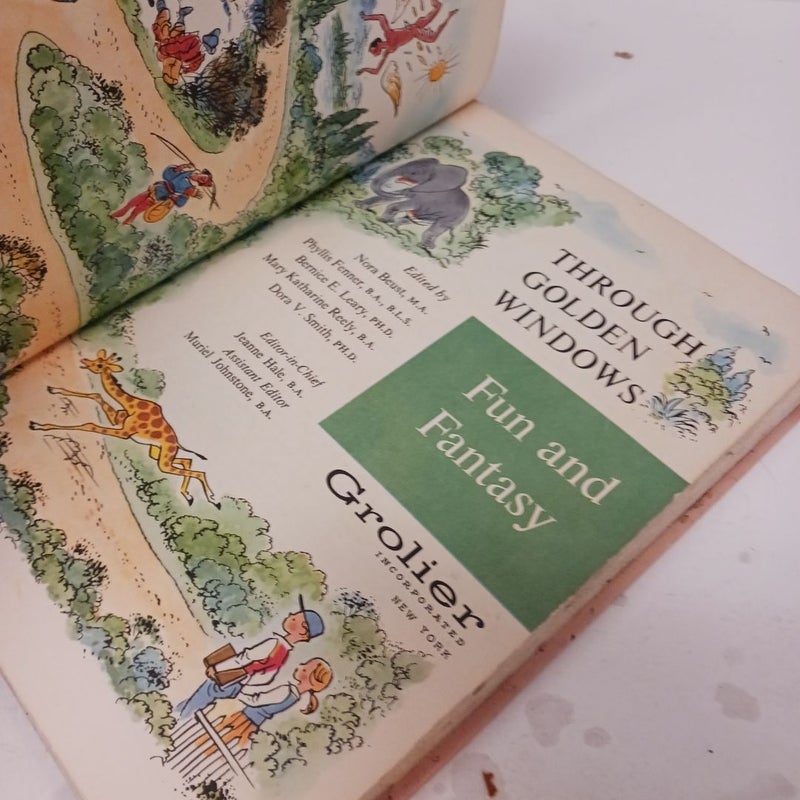 THROUGH
GOLDEN
WINDOWS
Fun and
Fantasy
Edited by
Nora Beust, M.A.
Phyllis Fenner, B.A., B.L.S.
Bernice E. Leary, PH.D.
Mary Katharine Reely, B.A.
Dora V. Smith, PH.D.
Editor-in-Chief
Jeanne Hale, B.A.
Assistant Editor
Muriel Johnstone, B.A.
Grolier
INCORPORATED
NEW YORK